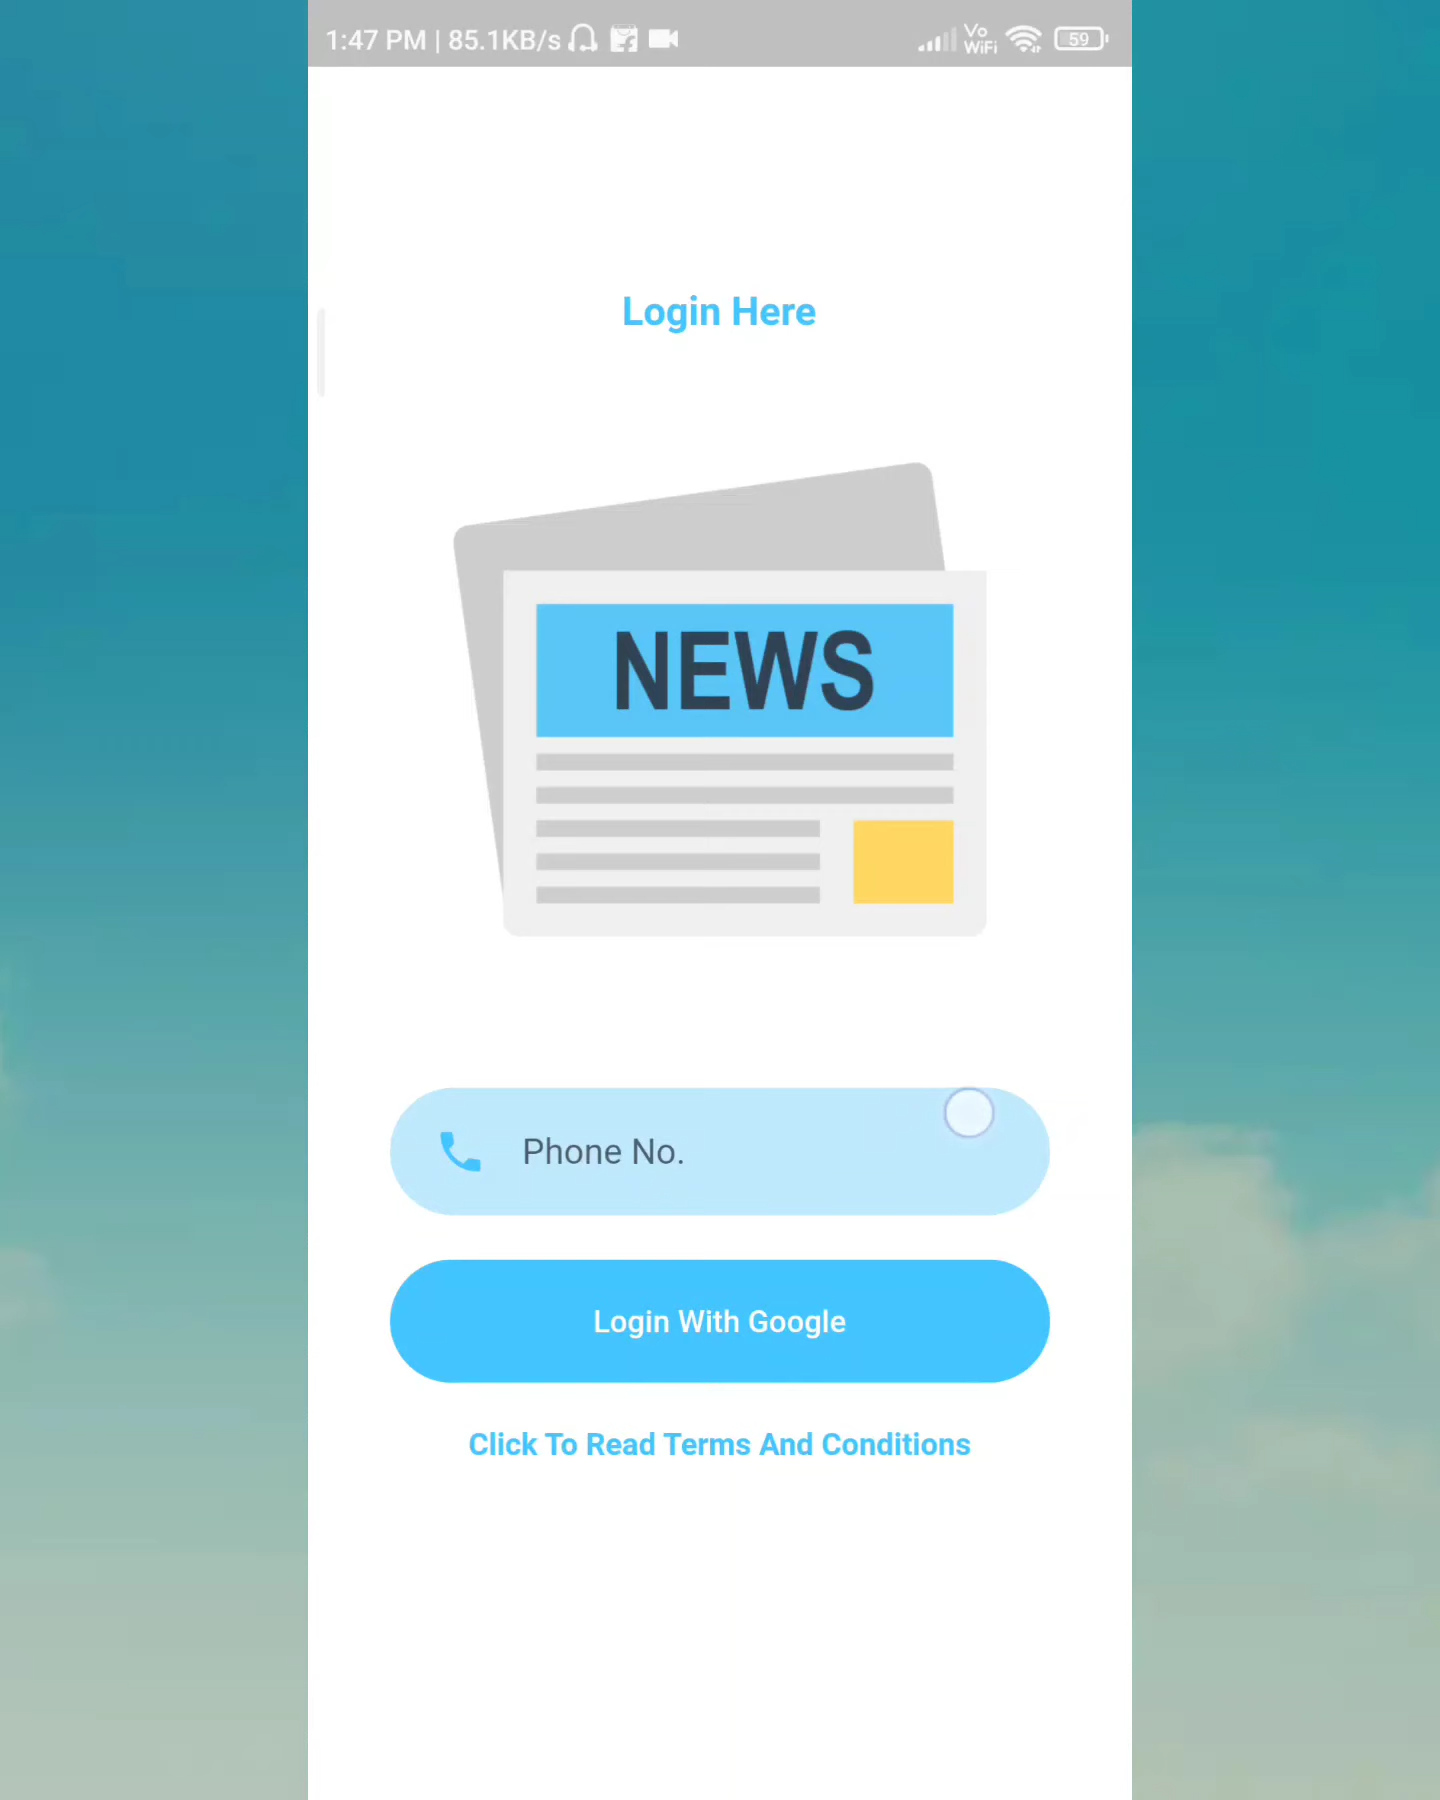 1:47 PM | 85.1KB/s Vo WiFi 59
Login Here
NEWS
Phone No.
Login With Google
Click To Read Terms And Conditions